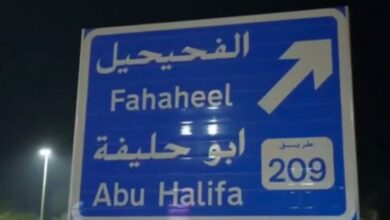 الفحيحيل
Fahaheel
ابو حليفة
Abu Halifa
طريق
209